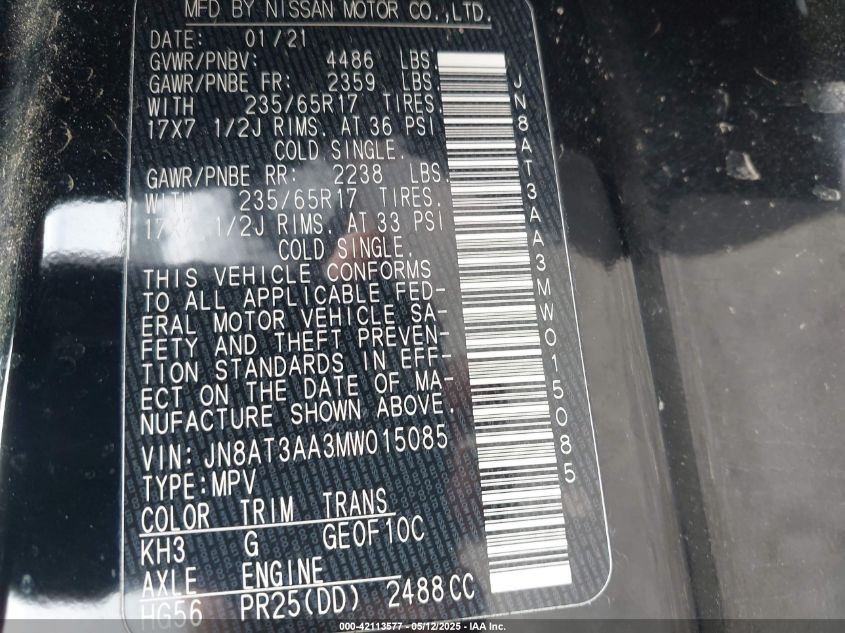 MFD BY NISSAN MOTOR CO.,LTD.
DATE: 01/21
GVWR/PNBV: 4486 LBS
GAWR/PNBE FR: 2359 LBS
WITH 235/65R17 TIRES.
17X7 1/2J RIMS. AT 36 PSI
COLD SINGLE.
GAWR/PNBE RR: 2238 LBS.
WITH 235/65R17 TIRES.
17X7 1/2J RIMS. AT 33 PSI
COLD SINGLE.
THIS VEHICLE CONFORMS
TO ALL APPLICABLE FED-
ERAL MOTOR VEHICLE SA-
FETY AND THEFT PREVEN-
TION STANDARDS IN EFF-
ECT ON THE DATE OF MA-
NUFACTURE SHOWN ABOVE.
VIN: JN8AT3AA3MW015085
TYPE:MPV
COLOR TRIM TRANS
KH3 G GE0F10C
AXLE ENGINE
HG56 PR25(DD) 2488CC
JN8AT3AA3MW015085
000-42113577 - 05/12/2025 - IAA Inc.